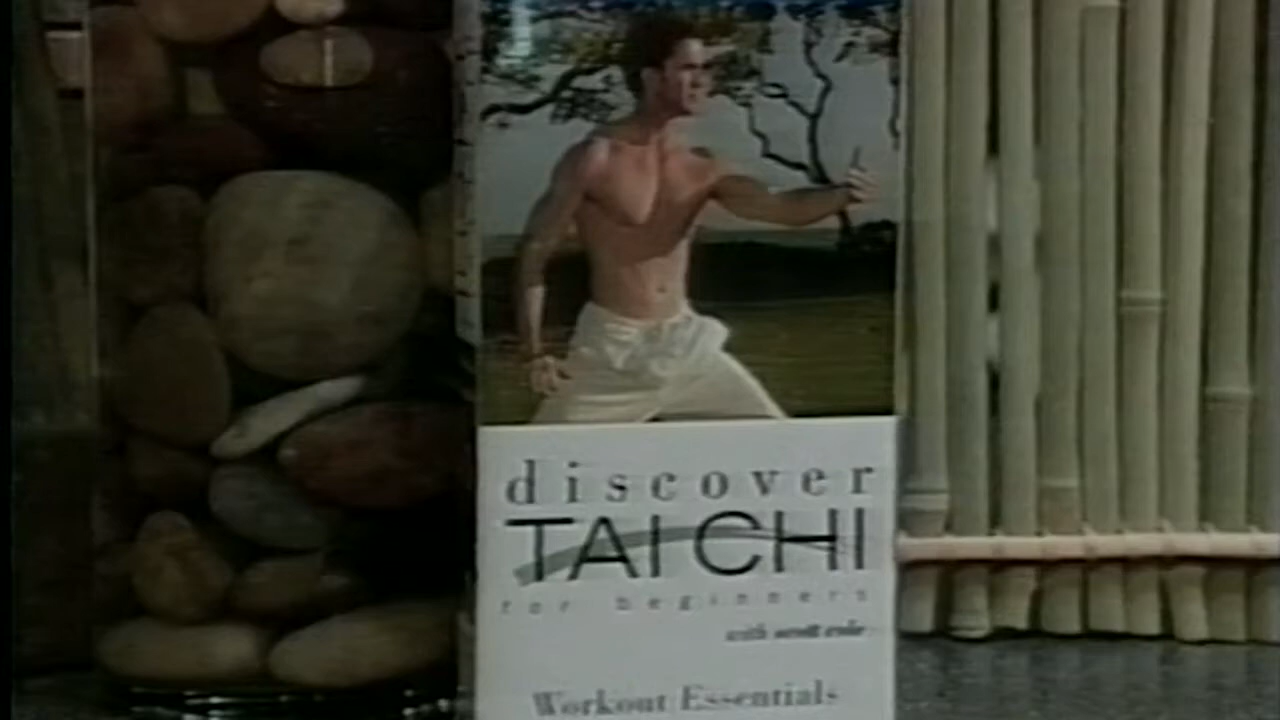 discover
TAI CHI
for beginners
with scott cole
Workout Essentials